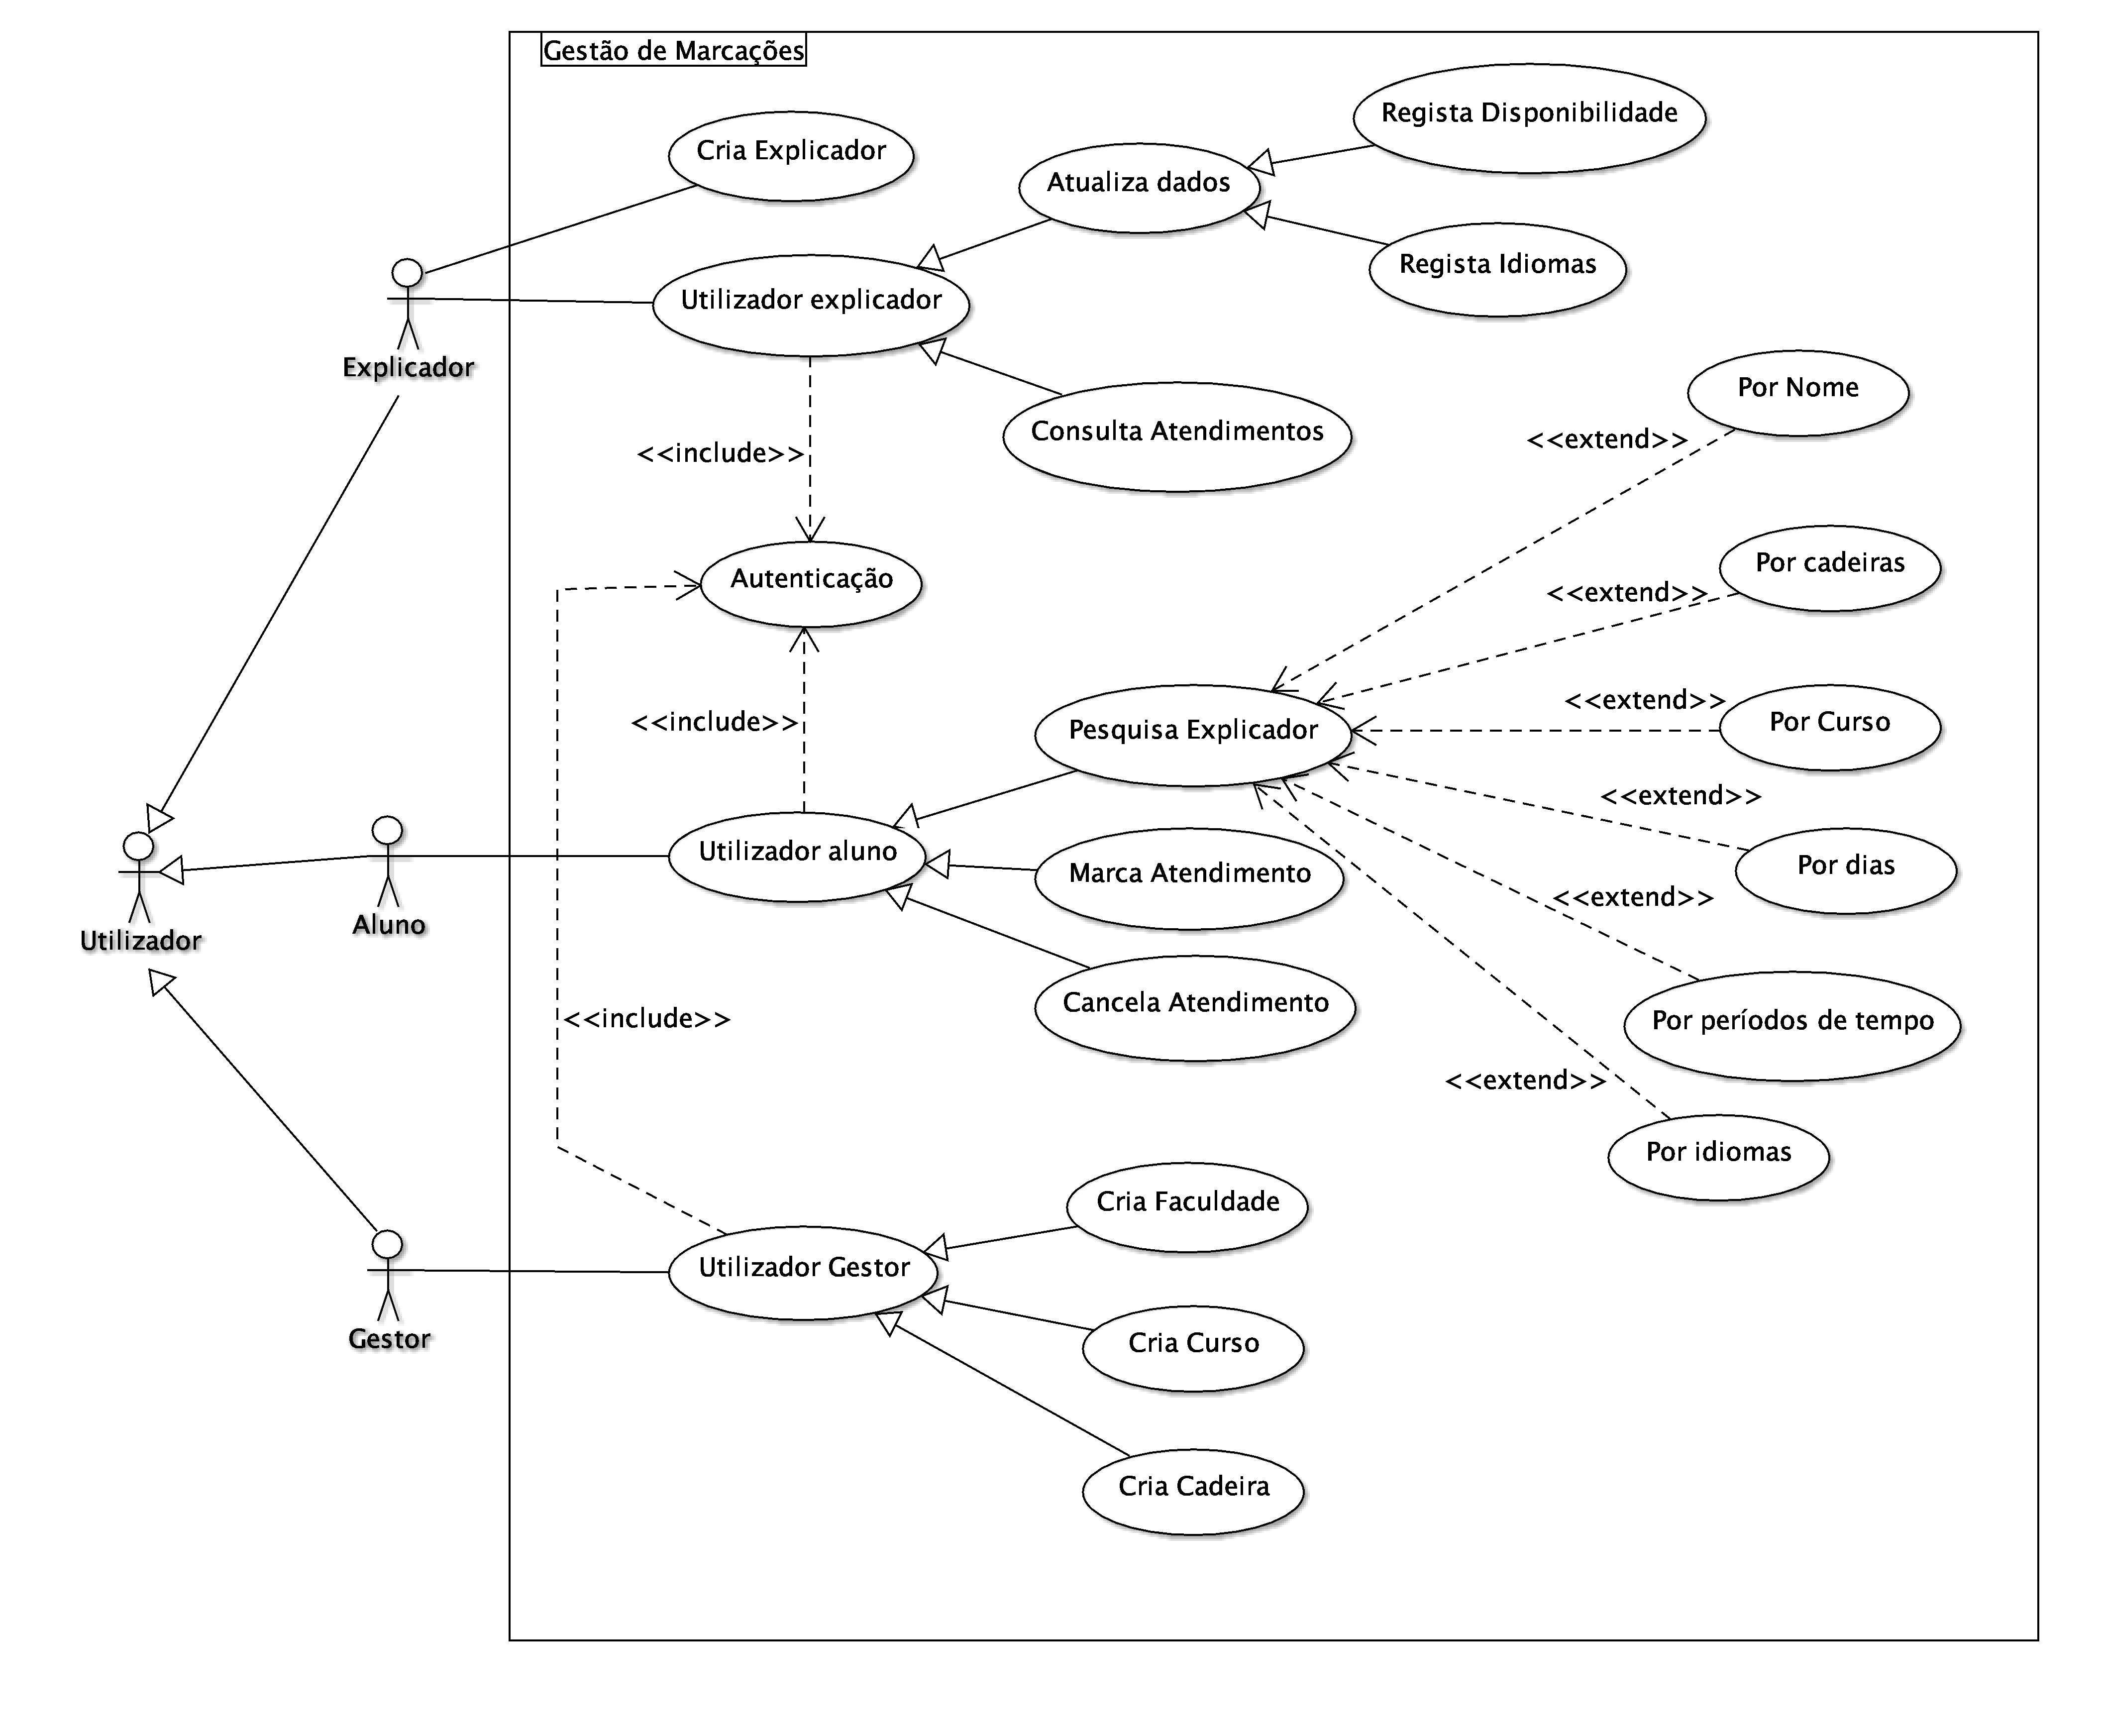 Gestão de Marcações
Regista Disponibilidade
Cria Explicador
Atualiza dados
Regista Idiomas
Utilizador explicador
Explicador
Por Nome
Consulta Atendimentos
<<extend>>
<<include>>
Por cadeiras
Autenticação
<<extend>>
<<extend>>
Por Curso
<<include>>
Pesquisa Explicador
<<extend>>
Utilizador aluno
Por dias
Marca Atendimento
<<extend>>
Aluno
Utilizador
Cancela Atendimento
<<include>>
Por períodos de tempo
<<extend>>
Por idiomas
Cria Faculdade
Utilizador Gestor
Gestor
Cria Curso
Cria Cadeira